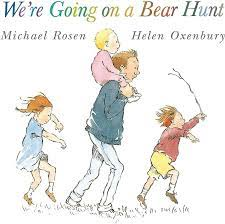 We're Going on a Bear Hunt
Michael Rosen Helen Oxenbury